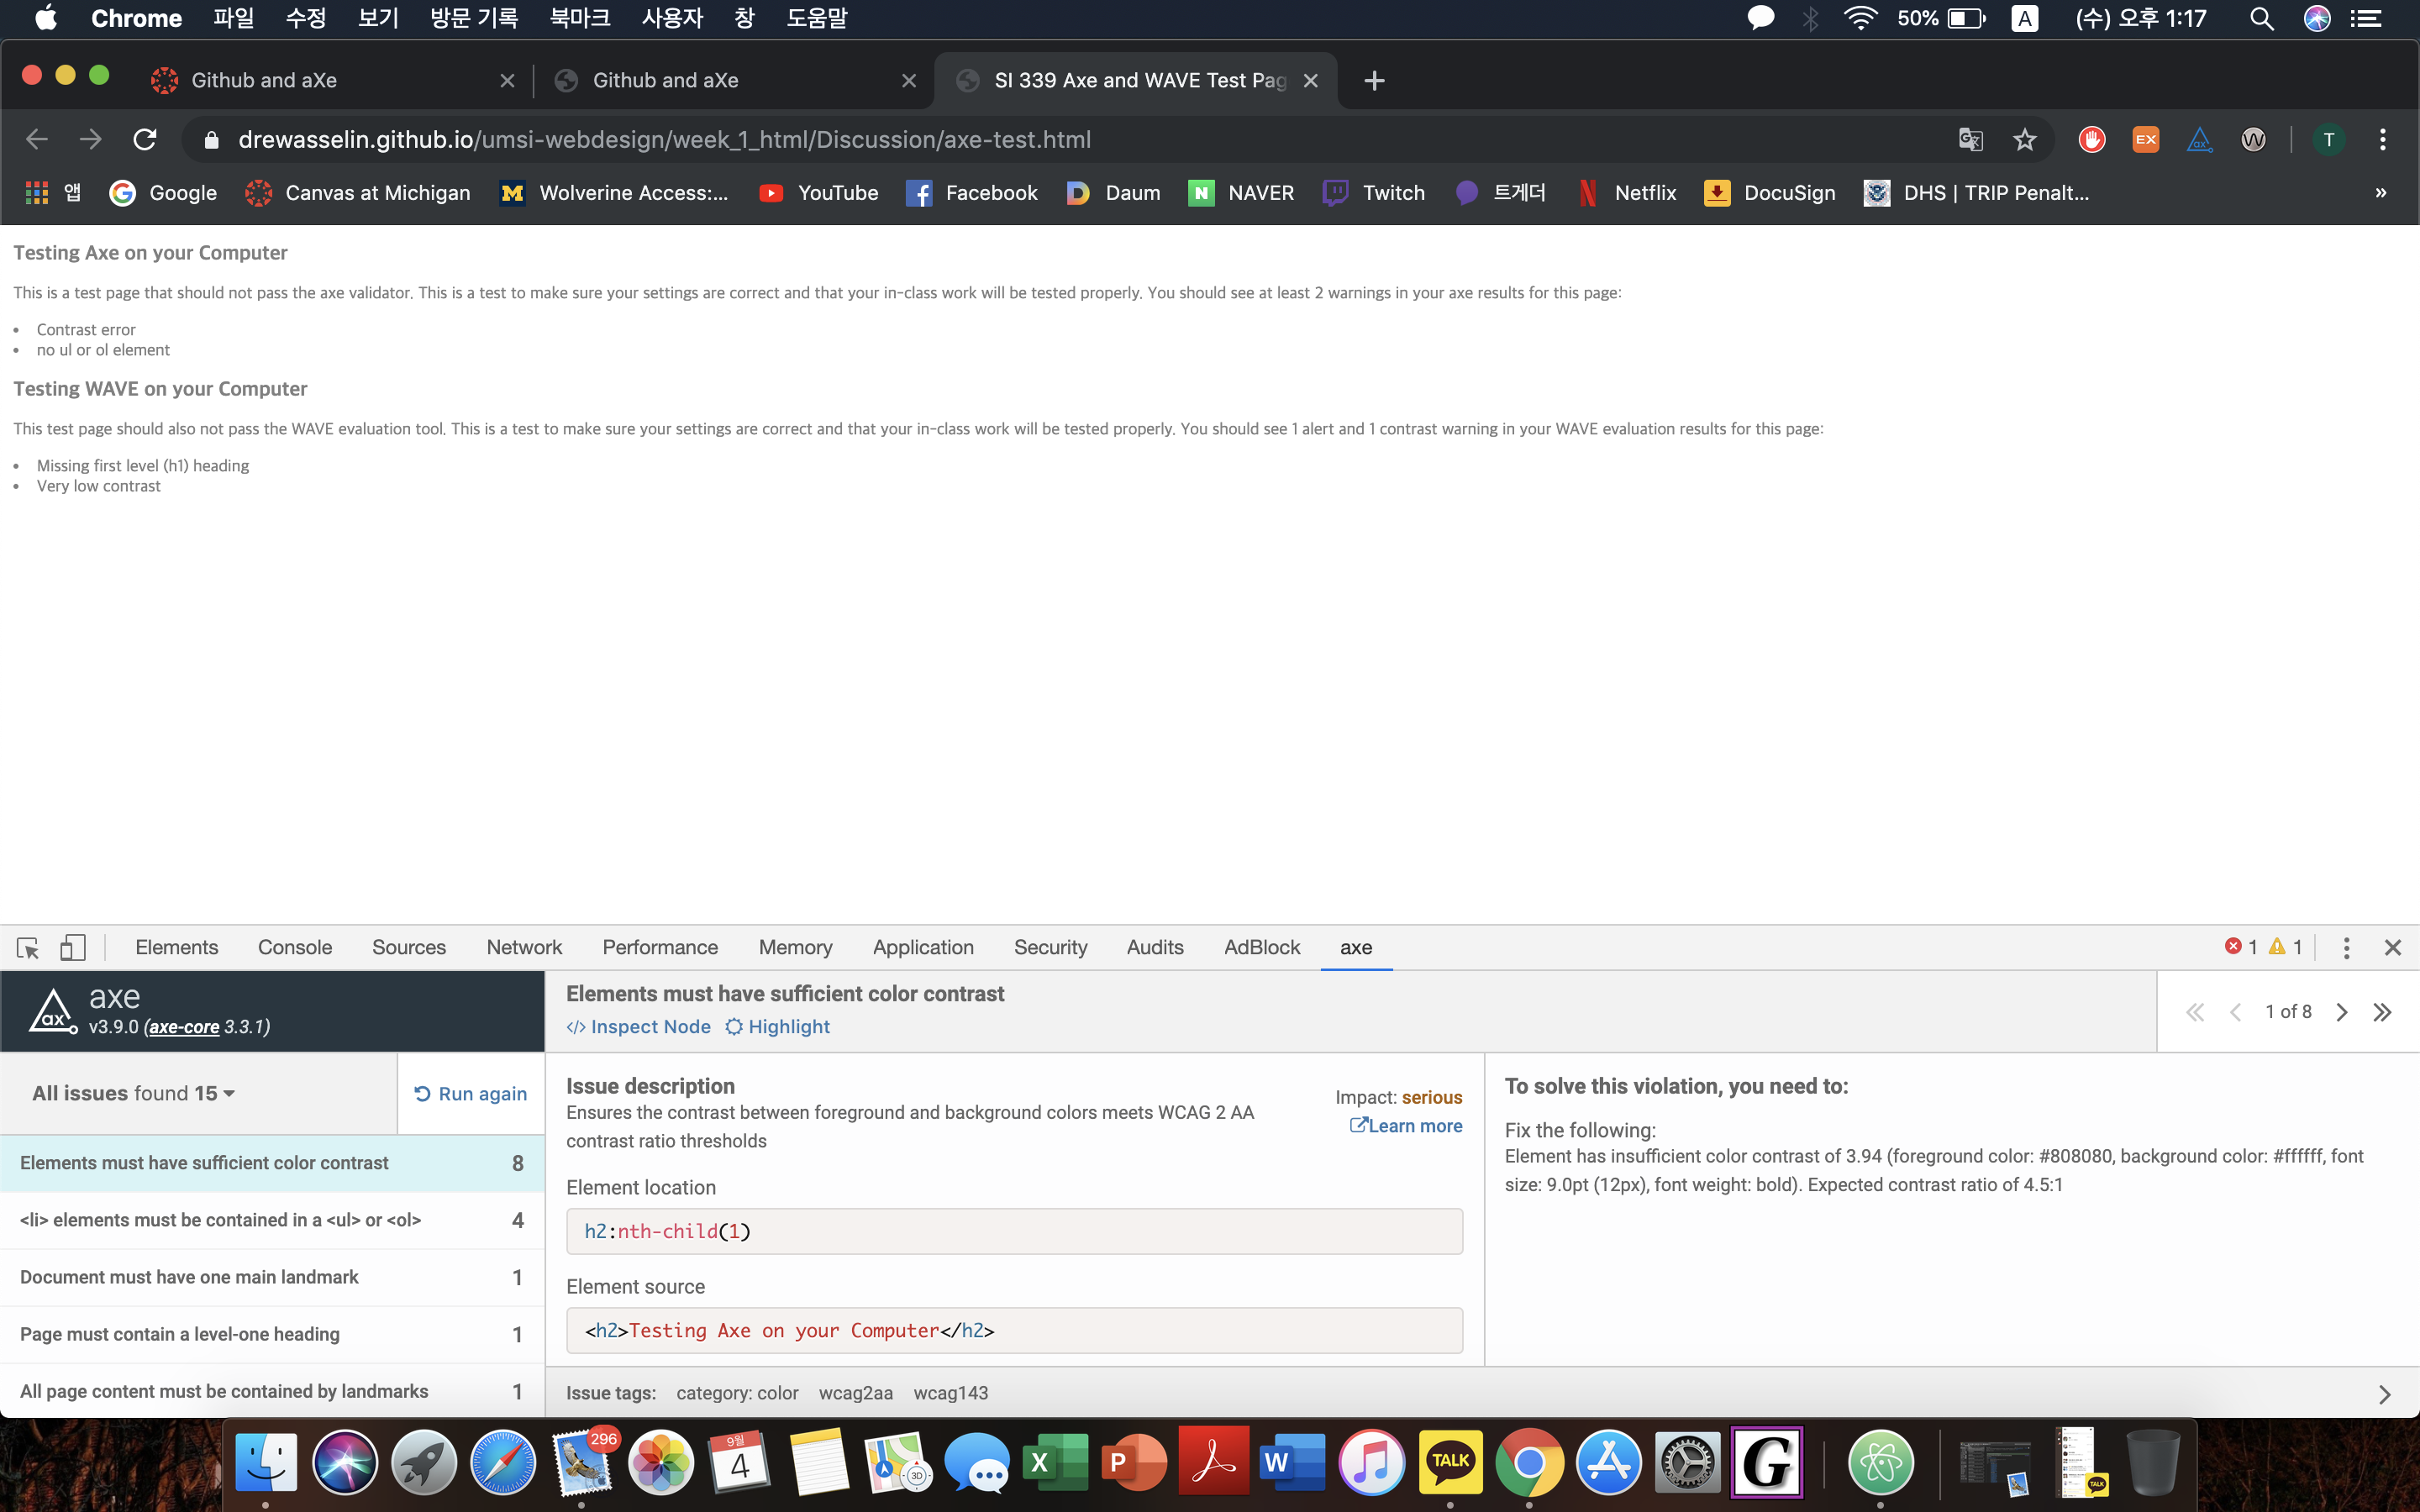 Chrome 파일 수정 보기 방문 기록 북마크 사용자 창 도움말 50% A (수) 오후 1:17
Github and aXe Github and aXe SI 339 Axe and WAVE Test Pag
drewasselin.github.io/umsi-webdesign/week_1_html/Discussion/axe-test.html EX ax W T
앱 Google Canvas at Michigan Wolverine Access:... YouTube Facebook Daum NAVER Twitch 트게더 Netflix DocuSign DHS | TRIP Penalt... »
Testing Axe on your Computer
This is a test page that should not pass the axe validator. This is a test to make sure your settings are correct and that your in-class work will be tested properly. You should see at least 2 warnings in your axe results for this page:
• Contrast error
• no ul or ol element
Testing WAVE on your Computer
This test page should also not pass the WAVE evaluation tool. This is a test to make sure your settings are correct and that your in-class work will be tested properly. You should see 1 alert and 1 contrast warning in your WAVE evaluation results for this page:
• Missing first level (h1) heading
• Very low contrast
Elements Console Sources Network Performance Memory Application Security Audits AdBlock axe 1 1
ax axe
v3.9.0 (axe-core 3.3.1)
Elements must have sufficient color contrast
</> Inspect Node Highlight
1 of 8
All issues found 15 Run again
Elements must have sufficient color contrast 8
<li> elements must be contained in a <ul> or <ol> 4
Document must have one main landmark 1
Page must contain a level-one heading 1
All page content must be contained by landmarks 1
Issue description
Ensures the contrast between foreground and background colors meets WCAG 2 AA
contrast ratio thresholds
Impact: serious
Learn more
Element location
h2:nth-child(1)
Element source
<h2>Testing Axe on your Computer</h2>
To solve this violation, you need to:
Fix the following:
Element has insufficient color contrast of 3.94 (foreground color: #808080, background color: #ffffff, font
size: 9.0pt (12px), font weight: bold). Expected contrast ratio of 4.5:1
Issue tags: category: color wcag2aa wcag143
296 9월 4 3D X P W TALK G